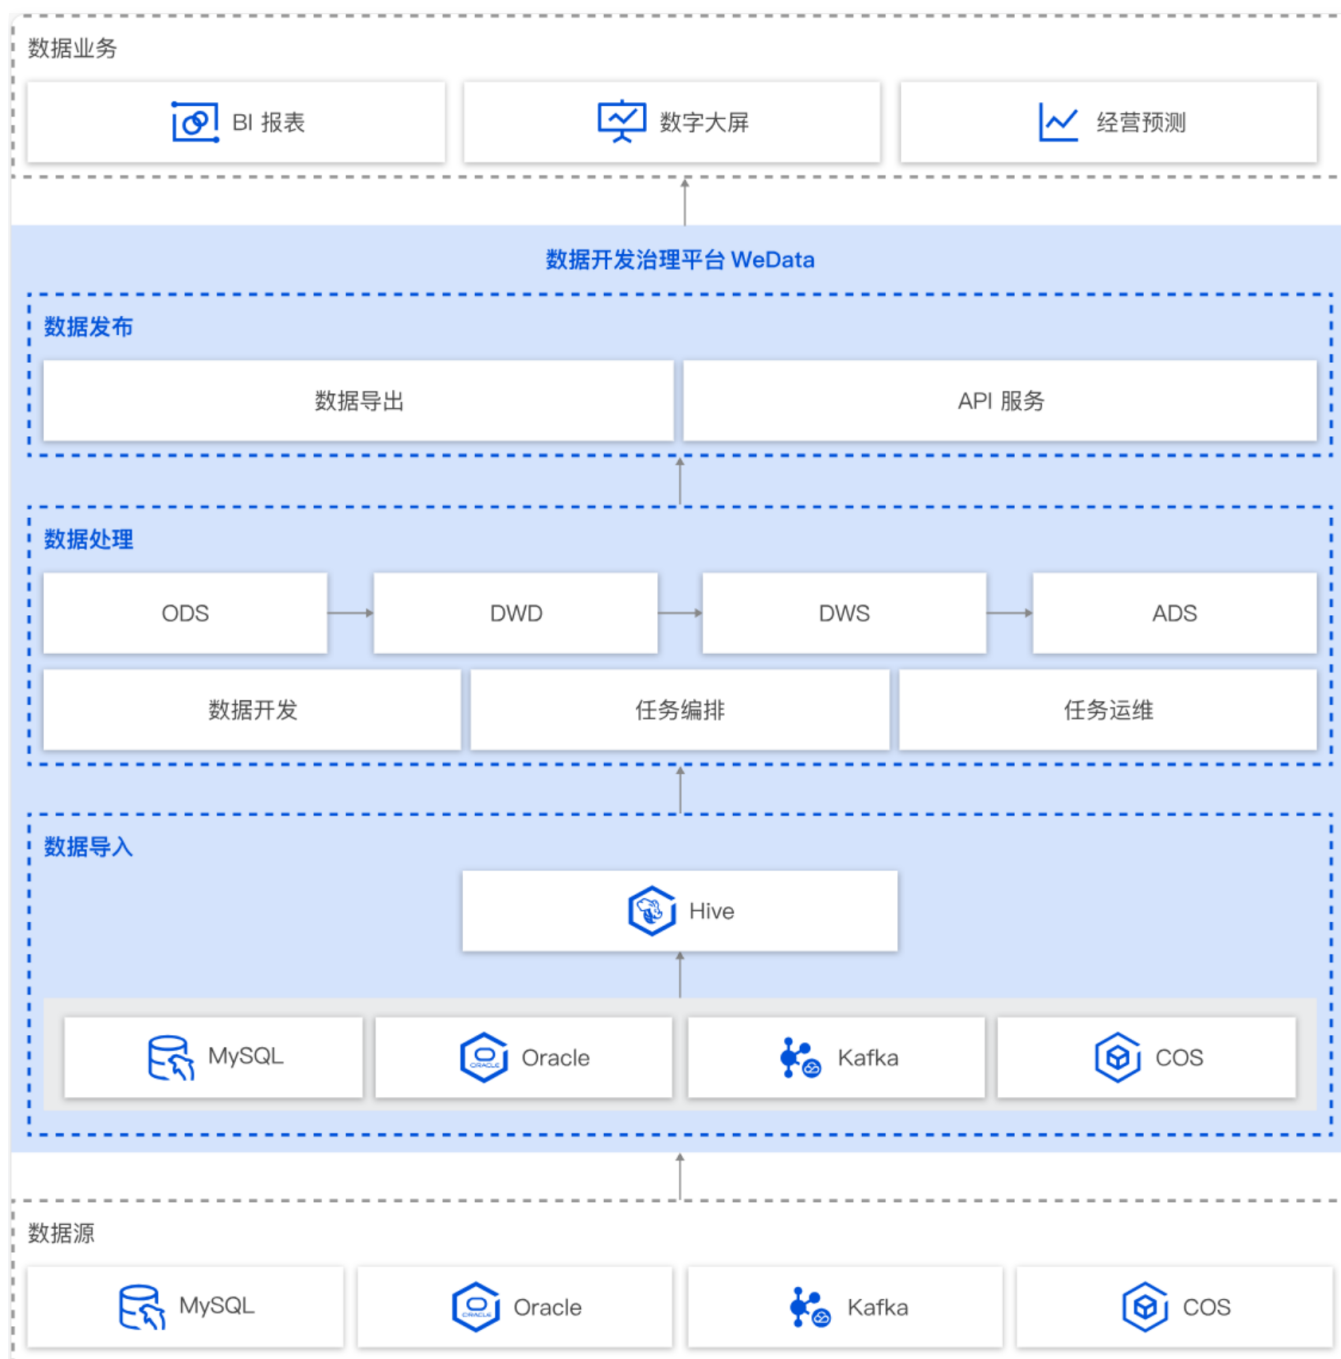 数据业务
BI 报表
数字大屏
经营预测
数据开发治理平台 WeData
数据发布
数据导出
API 服务
数据处理
ODS
DWD
DWS
ADS
数据开发
任务编排
任务运维
数据导入
Hive
MySQL
ORACLE
Oracle
Kafka
COS
数据源
MySQL
ORACLE
Oracle
Kafka
COS